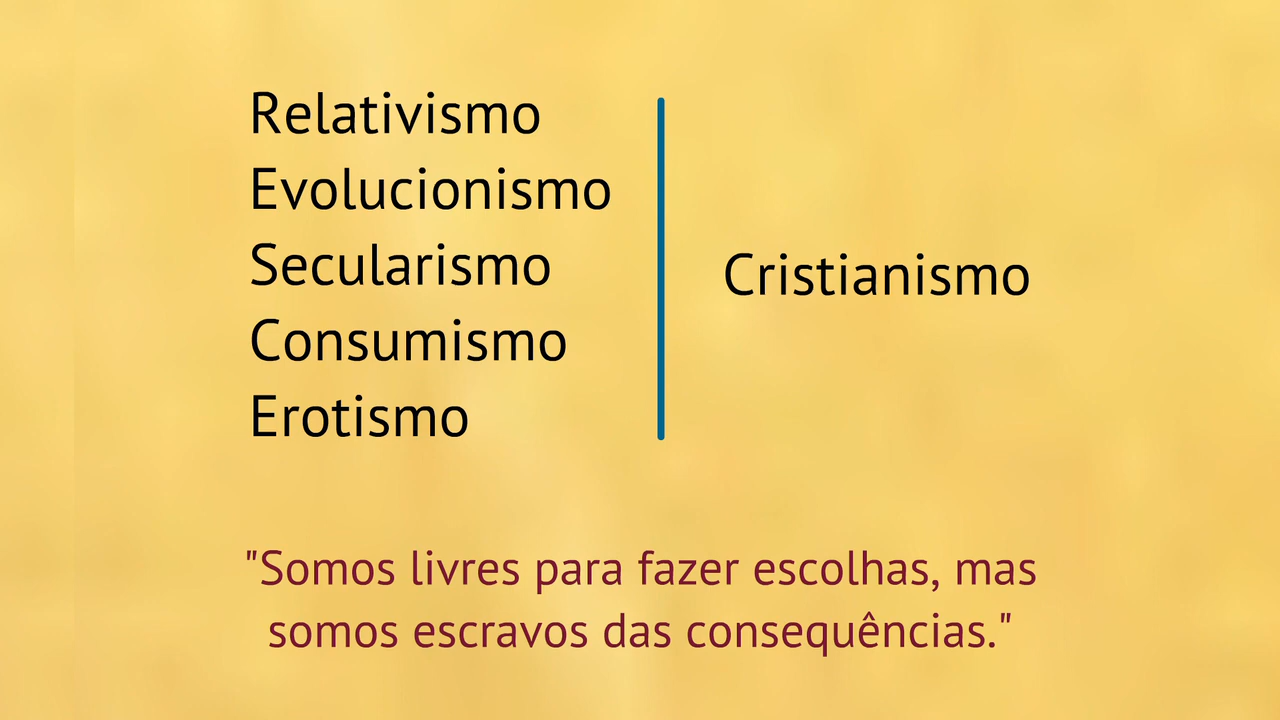 Relativismo
Evolucionismo
Secularismo
Consumismo
Erotismo
Cristianismo
"Somos livres para fazer escolhas, mas
somos escravos das consequências."